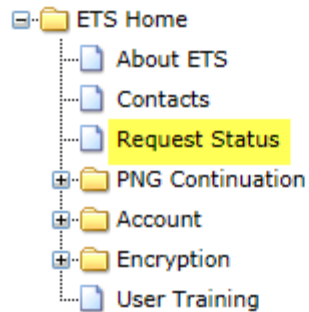 ETS Home
About ETS
Contacts
Request Status
PNG Continuation
Account
Encryption
User Training